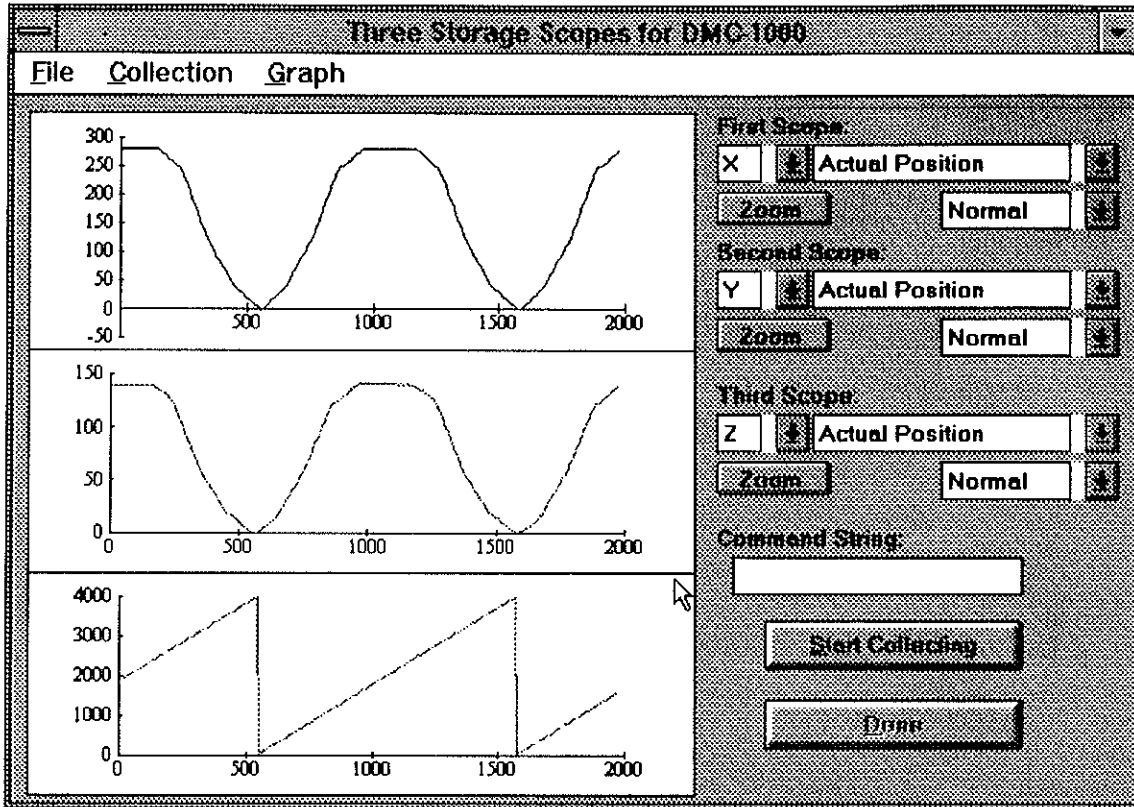 Three Storage Scopes for DMC-1000
File Collection Graph
300
250
200
150
100
50
0
-50
500 1000 1500 2000
150
100
50
0
0 500 1000 1500 2000
4000
3000
2000
1000
0
0 500 1000 1500 2000
First Scope:
X Actual Position
Zoom Normal
Second Scope:
Y Actual Position
Zoom Normal
Third Scope:
Z Actual Position
Zoom Normal
Command String:
Start Collecting
Done